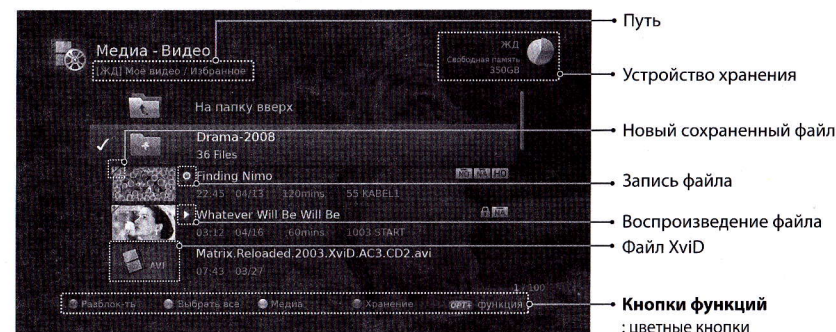 Медиа - Видео
[ЖД] Мое видео / Избранное
ЖД
Свободная память
350GB
На папку вверх
Drama-2008
36 Files
Finding Nimo
HD
22:45 04/13 120mins. 55 KABEL1
Whatever Will Be Will Be
03:12 04/16 60mins. 1003 START
Matrix.Reloaded.2003.XviD.AC3.CD2.avi
AVI
07:43 03/27
1 / 100
Разблок-ть Выбрать все Медиа Хранение OPT+ функция
Путь
Устройство хранения
Новый сохраненный файл
Запись файла
Воспроизведение файла
Файл XviD
Кнопки функций
: цветные кнопки